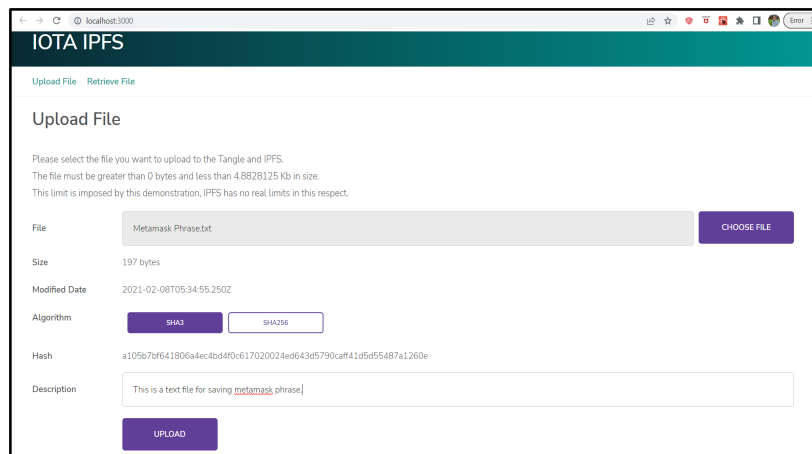 localhost:3000
Error
IOTA IPFS
Upload File Retrieve File
Upload File
Please select the file you want to upload to the Tangle and IPFS.
The file must be greater than 0 bytes and less than 4.8828125 Kb in size.
This limit is imposed by this demonstration, IPFS has no real limits in this respect.
File Metamask Phrase.txt CHOOSE FILE
Size 197 bytes
Modified Date 2021-02-08T05:34:55.250Z
Algorithm SHA3 SHA256
Hash a105b7bf641806a4ec4bd4f0c617020024ed643d5790caff41d5d55487a1260e
Description This is a text file for saving metamask phrase.
UPLOAD